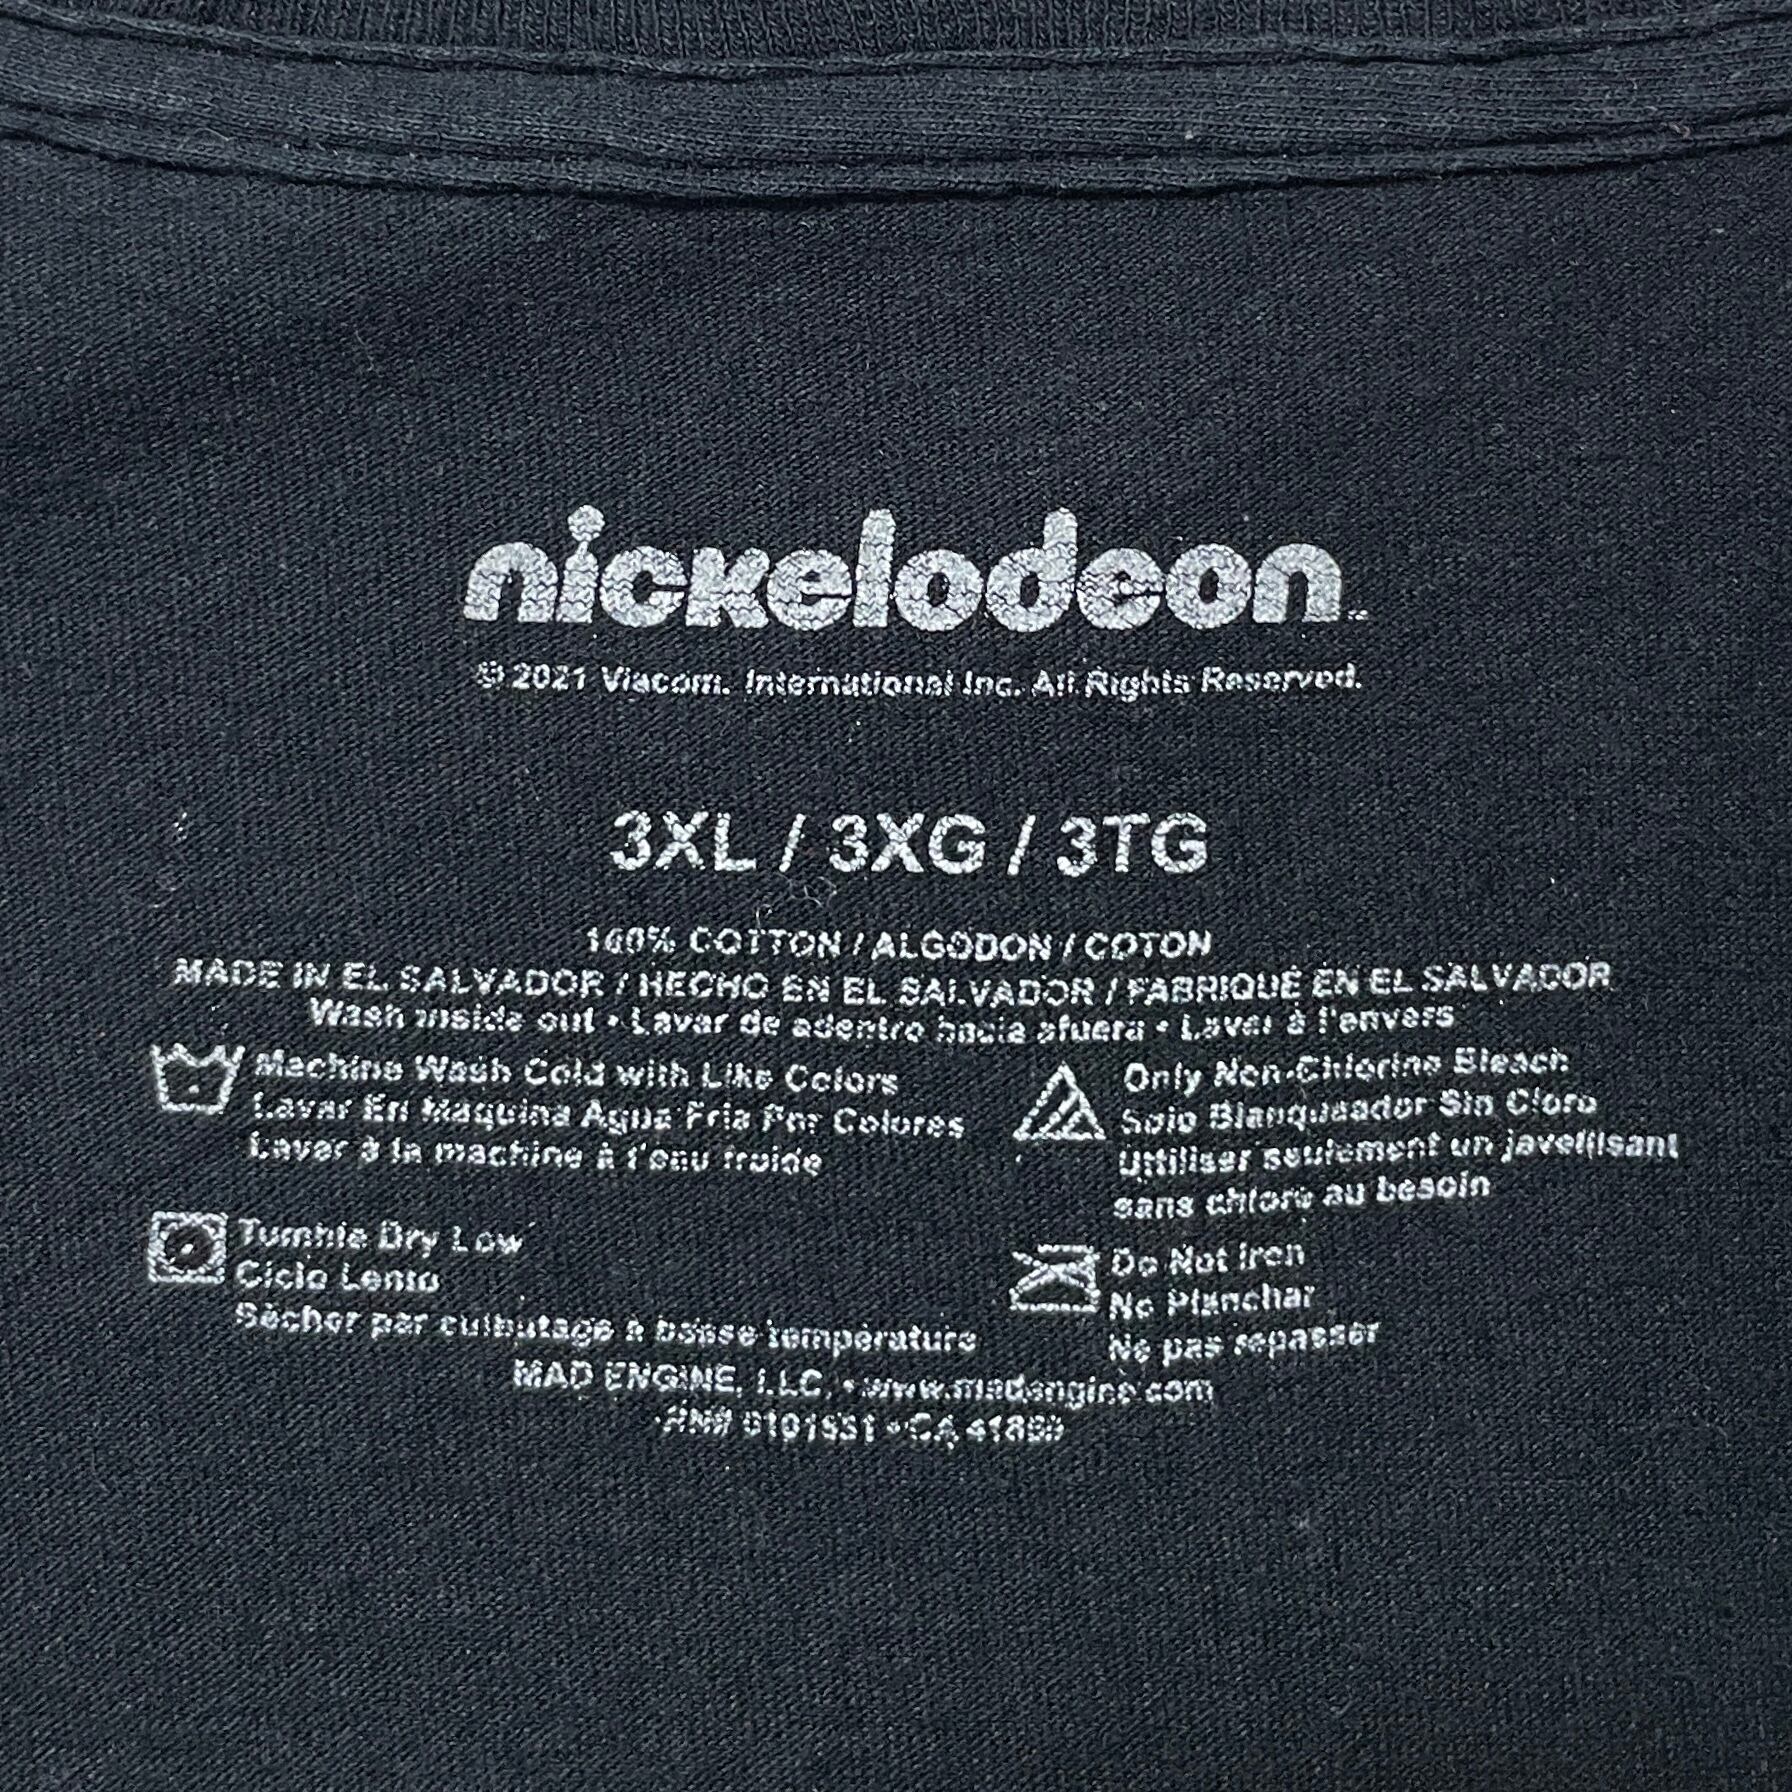 nickelodeon™
© 2021 Viacom. International Inc. All Rights Reserved.
3XL / 3XG / 3TG
100% COTTON / ALGODON / COTON
MADE IN EL SALVADOR / HECHO EN EL SALVADOR / FABRIQUÉ EN EL SALVADOR
Wash inside out • Lavar de adentro hacia afuera • Laver à l'envers
Machine Wash Cold with Like Colors
Lavar En Maquina Agua Fria Por Colores
Laver à la machine à l'eau froide
Only Non-Chlorine Bleach
Solo Blanqueador Sin Cloro
seulement un javellisant
sans chlore au besoin
Tumble Dry Low
Ciclo Lento
Sécher par culbutage à basse température
Do Not Iron
No Planchar
Ne pas repasser
MAD ENGINE, LLC. • www.madengine.com
RN# • CA